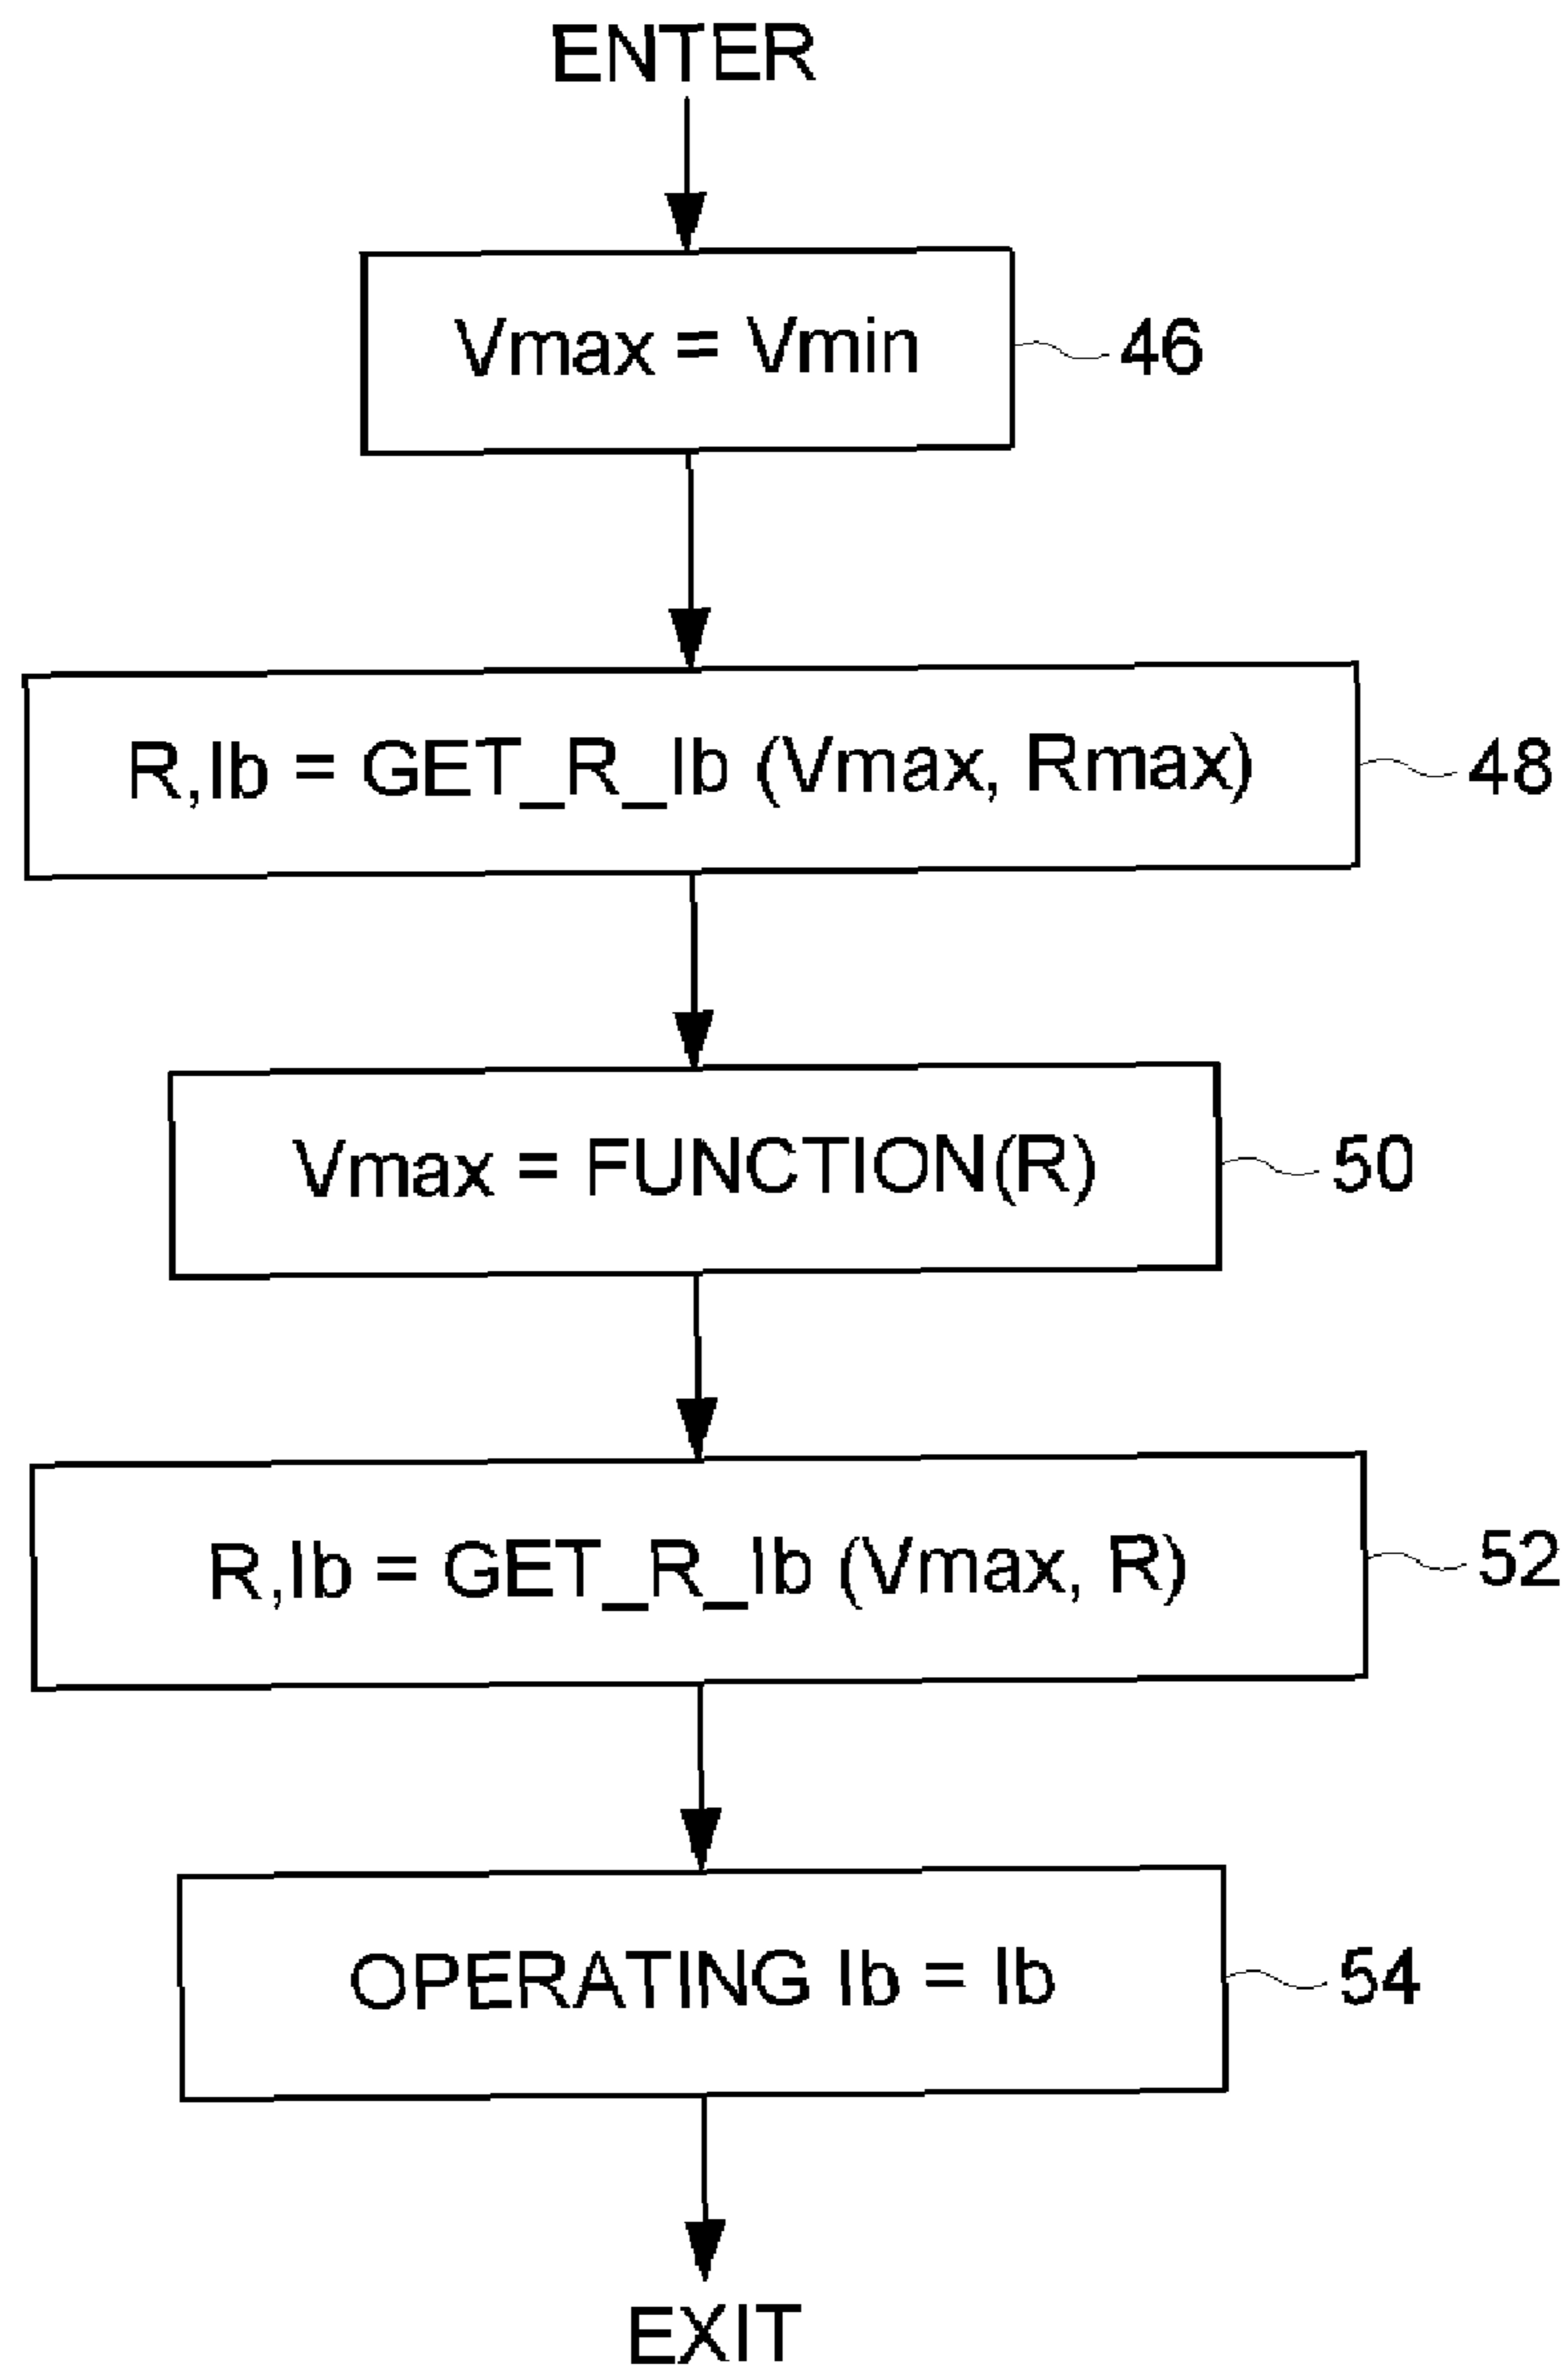 ENTER
Vmax = Vmin
46
R,Ib = GET_R_Ib (Vmax, Rmax)
48
Vmax = FUNCTION(R)
50
R,Ib = GET_R_Ib (Vmax, R)
52
OPERATING Ib = Ib
54
EXIT